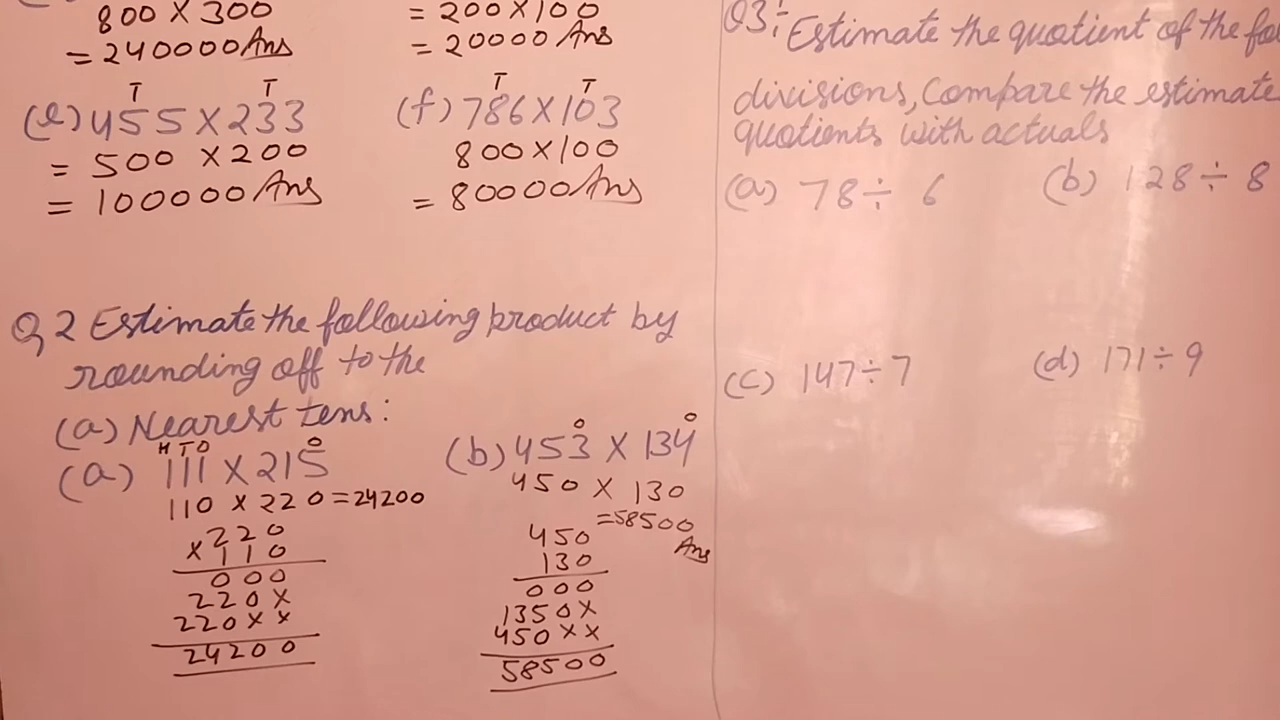 800 X 300
= 240000 Ans
= 200 X 100
= 20000 Ans
T T
(e) 455 X 233
= 500 X 200
= 100000 Ans
T T
(f) 786 X 103
800 X 100
= 80000 Ans
Q 2 Estimate the following product by
rounding off to the
(a) Nearest tens:
H T O O
(a) 111 X 215
110 X 220 = 24200
220
X 110
000
220X
220XX
24200
O O
(b) 453 X 134
450 X 130
= 58500
Ans
450
130
000
1350X
450XX
58500
Q3:- Estimate the quotient of the
divisions, Compare the estimate
quotients with actuals
(a) 78 ÷ 6
(b) 128 ÷ 8
(c) 147 ÷ 7
(d) 171 ÷ 9